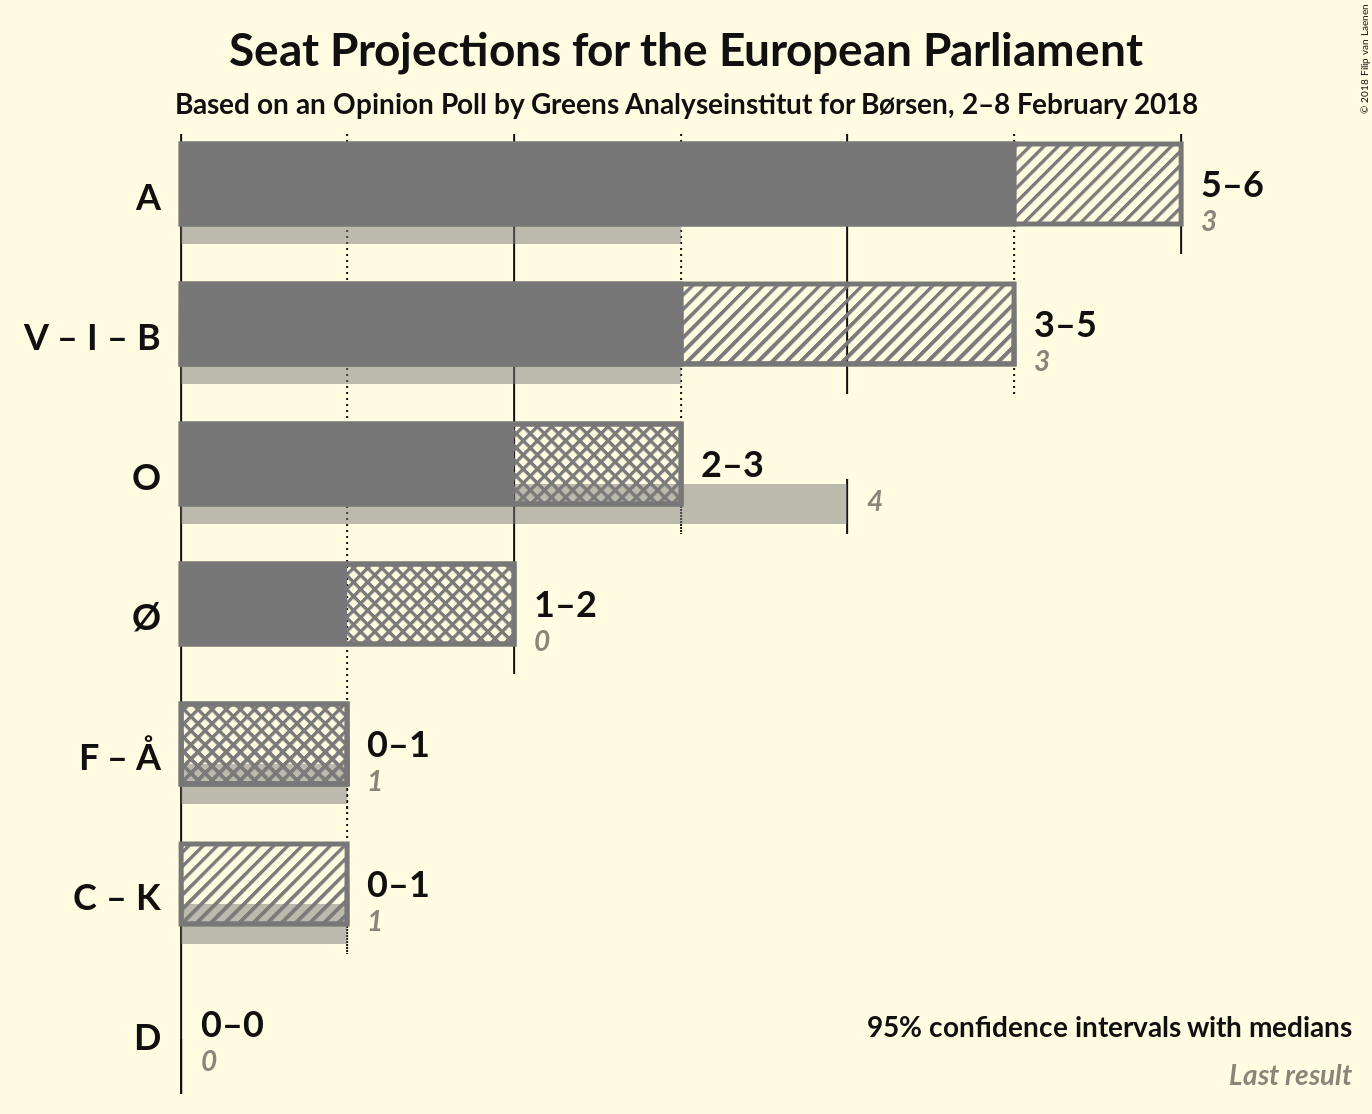 Seat Projections for the European Parliament
Based on an Opinion Poll by Greens Analyseinstitut for Børsen, 2–8 February 2018
© 2018 Filip van Laenen
A
5–6
3
V – I – B
3–5
3
O
2–3
4
Ø
1–2
0
F – Å
0–1
1
C – K
0–1
1
D
0–0
0
95% confidence intervals with medians
Last result